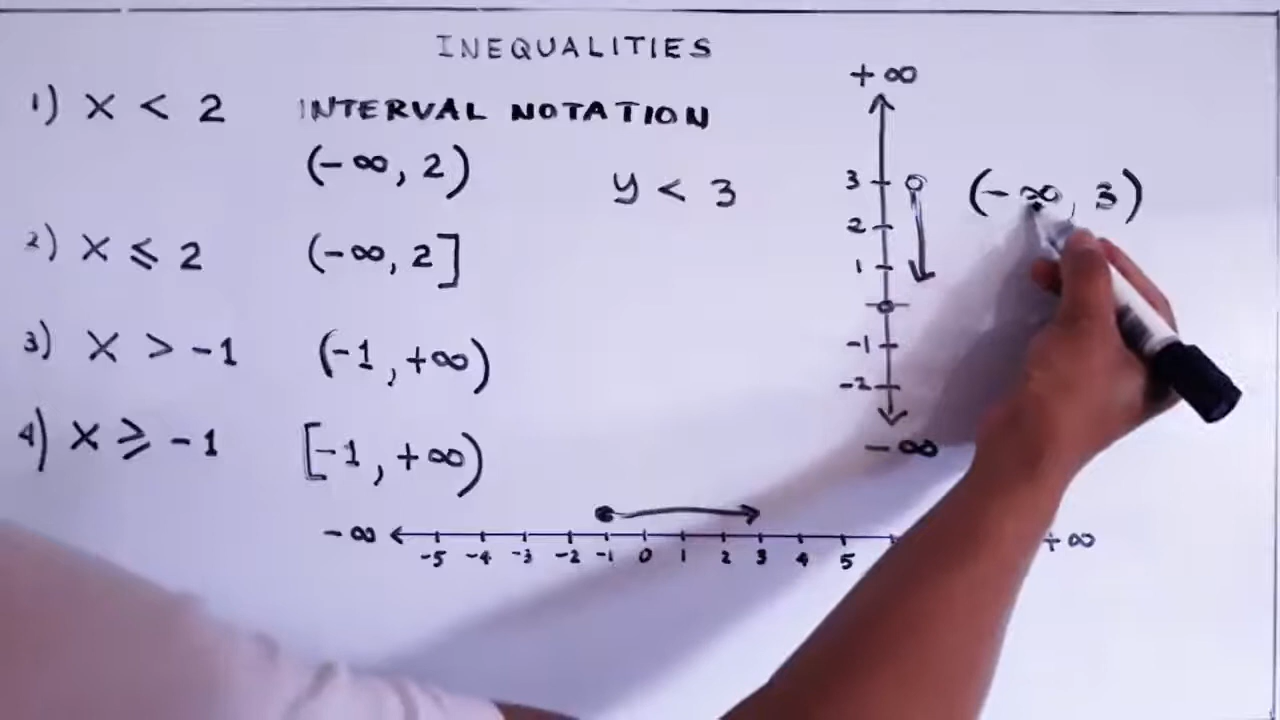 INEQUALITIES
1) x < 2
INTERVAL NOTATION
(-∞, 2)
2) x ≤ 2
(-∞, 2]
3) x > -1
(-1, +∞)
4) x ≥ -1
[-1, +∞)
y < 3
+∞
3
2
1
0
-1
-2
-∞
(-∞, 3)
-∞ -5 -4 -3 -2 -1 0 1 2 3 4 5 +∞